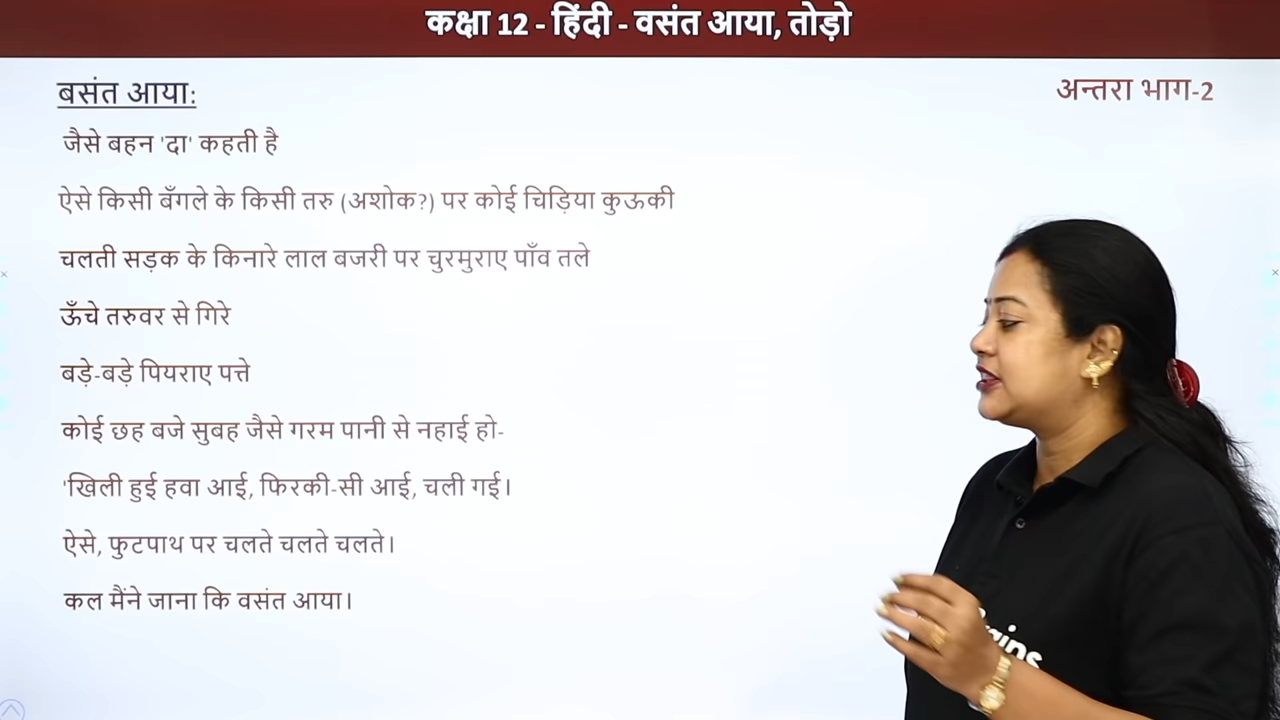 कक्षा 12 - हिंदी - वसंत आया, तोड़ो
बसंत आया:
अन्तरा भाग-2
जैसे बहन 'दा' कहती है
ऐसे किसी बँगले के किसी तरु (अशोक?) पर कोई चिड़िया कुऊकी
चलती सड़क के किनारे लाल बजरी पर चुरमुराए पाँव तले
ऊँचे तरुवर से गिरे
बड़े-बड़े पियराए पत्ते
कोई छह बजे सुबह जैसे गरम पानी से नहाई हो-
'खिली हुई हवा आई, फिरकी-सी आई, चली गई।
ऐसे, फुटपाथ पर चलते चलते चलते।
कल मैंने जाना कि वसंत आया।